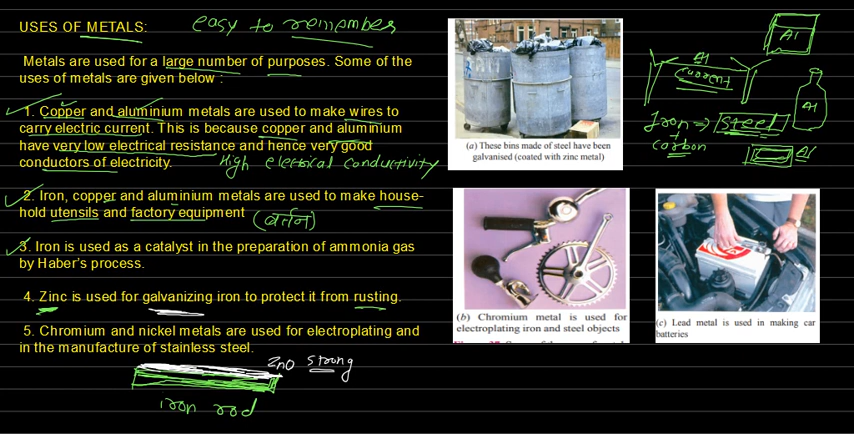 USES OF METALS:
easy to remember
Metals are used for a large number of purposes. Some of the
uses of metals are given below :
1. Copper and aluminium metals are used to make wires to
carry electric current. This is because copper and aluminium
have very low electrical resistance and hence very good
conductors of electricity.
High electrical conductivity
2. Iron, copper and aluminium metals are used to make house-
hold utensils and factory equipment
(बर्तन)
3. Iron is used as a catalyst in the preparation of ammonia gas
by Haber's process.
4. Zinc is used for galvanizing iron to protect it from rusting.
5. Chromium and nickel metals are used for electroplating and
in the manufacture of stainless steel.
ZnO strong
iron rod
(a) These bins made of steel have been
galvanised (coated with zinc metal)
Al
current
Al
Al
Iron ⇒ Steel
+
carbon
Al
(b) Chromium metal is used for
electroplating iron and steel objects
(c) Lead metal is used in making car
batteries